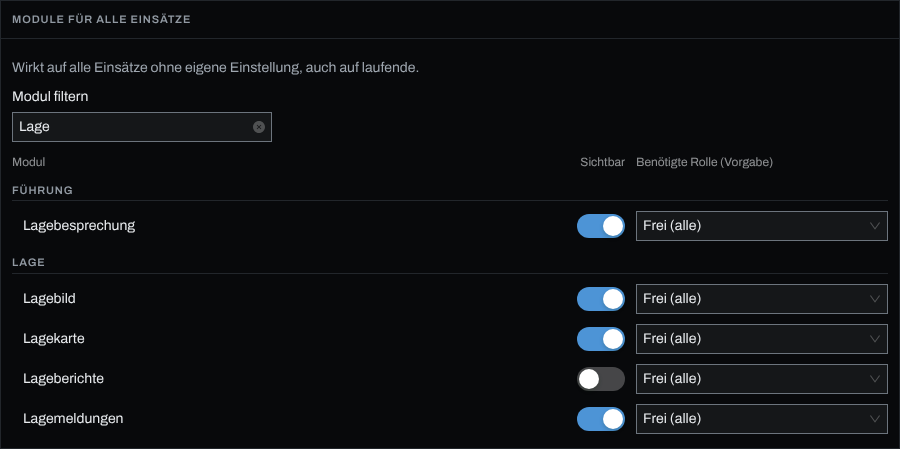 MODULE FÜR ALLE EINSÄTZE
Wirkt auf alle Einsätze ohne eigene Einstellung, auch auf laufende.
Modul filtern
Lage
Modul Sichtbar Benötigte Rolle (Vorgabe)
FÜHRUNG
Lagebesprechung Frei (alle)
LAGE
Lagebild Frei (alle)
Lagekarte Frei (alle)
Lageberichte Frei (alle)
Lagemeldungen Frei (alle)